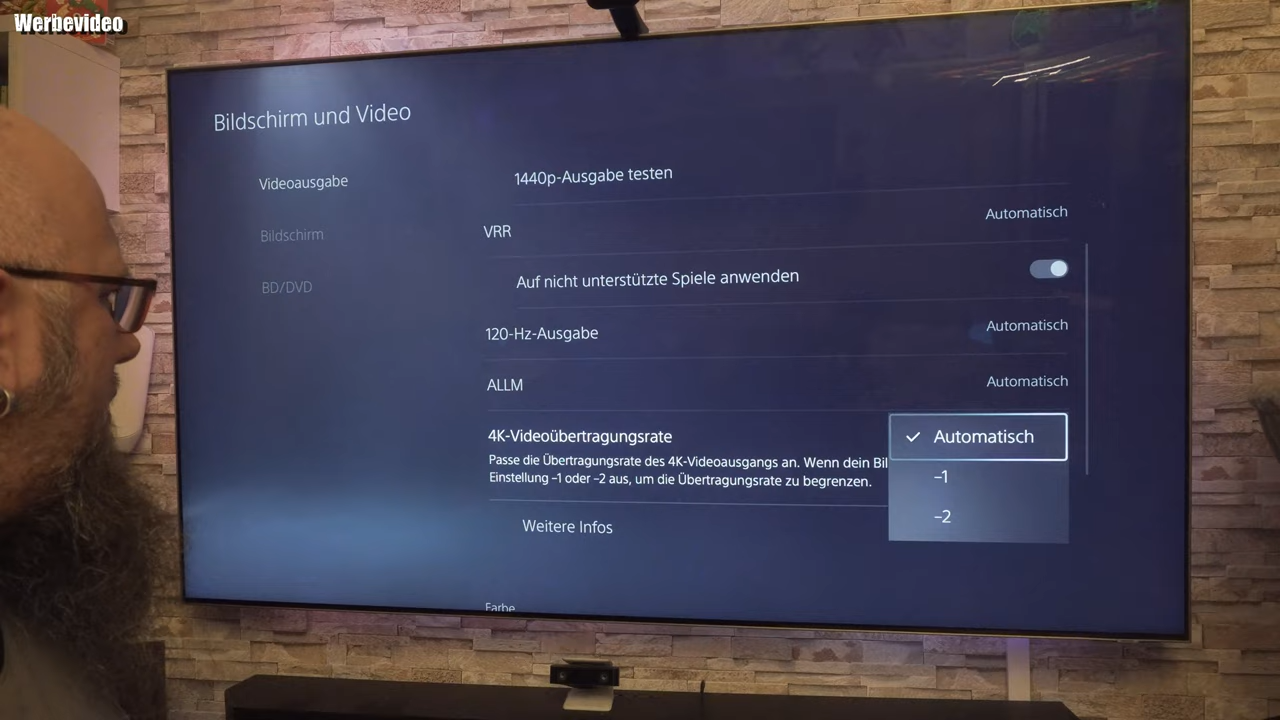 Werbevideo
Bildschirm und Video
Videoausgabe
Bildschirm
BD/DVD
1440p-Ausgabe testen
VRR
Automatisch
Auf nicht unterstützte Spiele anwenden
120-Hz-Ausgabe
Automatisch
ALLM
Automatisch
4K-Videoübertragungsrate
Passe die Übertragungsrate des 4K-Videoausgangs an. Wenn dein Bil
Einstellung –1 oder –2 aus, um die Übertragungsrate zu begrenzen.
Automatisch
–1
–2
Weitere Infos
Farbe